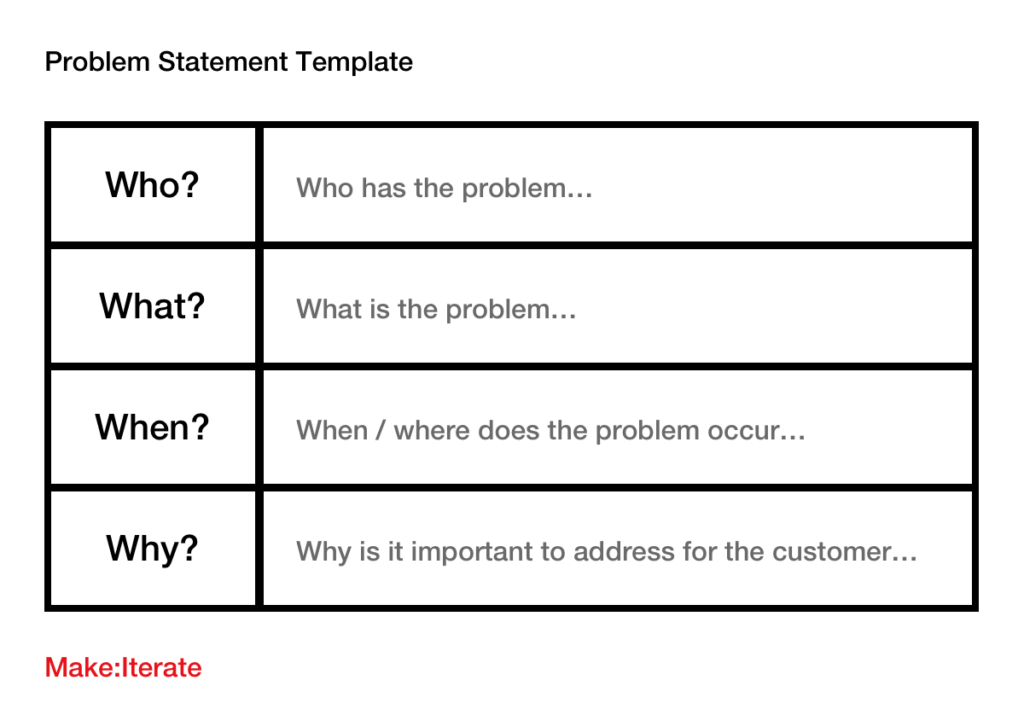 Problem Statement Template
Who?
Who has the problem…
What?
What is the problem…
When?
When / where does the problem occur…
Why?
Why is it important to address for the customer…
Make:Iterate